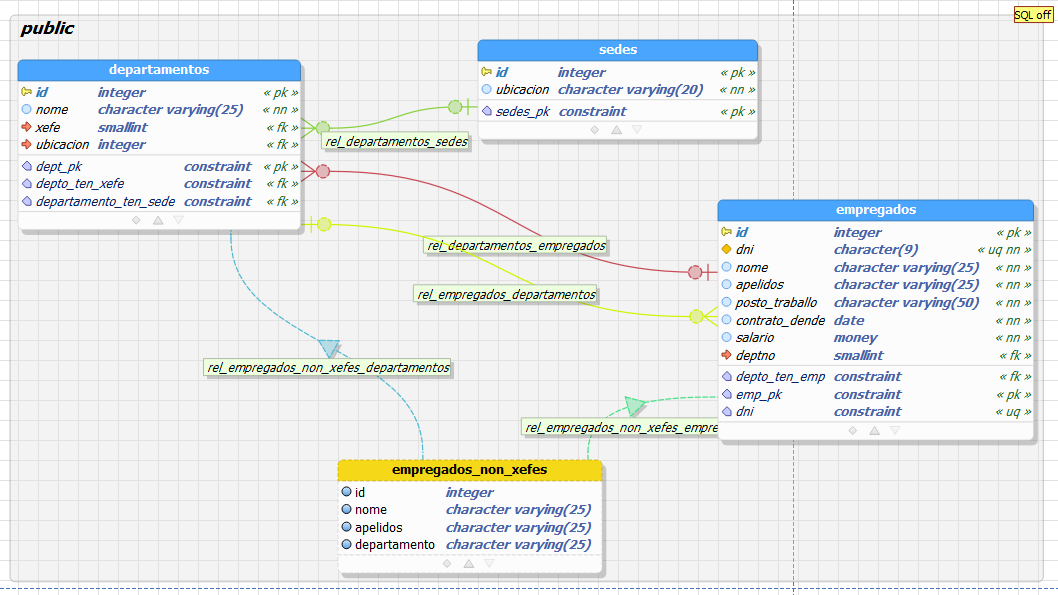 public
SQL off
departamentos
id integer « pk »
nome character varying(25) « nn »
xefe smallint « fk »
ubicacion integer « fk »
dept_pk constraint « pk »
depto_ten_xefe constraint « fk »
departamento_ten_sede constraint « fk »
sedes
id integer « pk »
ubicacion character varying(20) « nn »
sedes_pk constraint « pk »
rel_departamentos_sedes
rel_departamentos_empregados
rel_empregados_departamentos
empregados
id integer « pk »
dni character(9) « uq nn »
nome character varying(25) « nn »
apelidos character varying(25) « nn »
posto_traballo character varying(50) « nn »
contrato_dende date « nn »
salario money « nn »
deptno smallint « fk »
depto_ten_emp constraint « fk »
emp_pk constraint « pk »
dni constraint « uq »
rel_empregados_non_xefes_departamentos
rel_empregados_non_xefes_empre
empregados_non_xefes
id integer
nome character varying(25)
apelidos character varying(25)
departamento character varying(25)